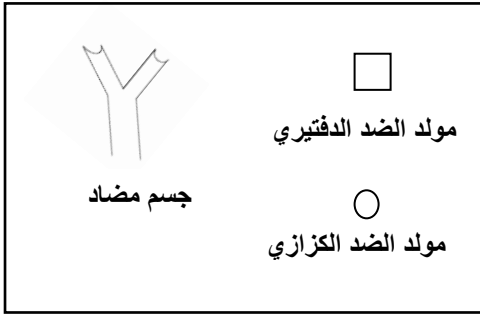 مولد الضد الدفتيري
جسم مضاد
مولد الضد الكزازي